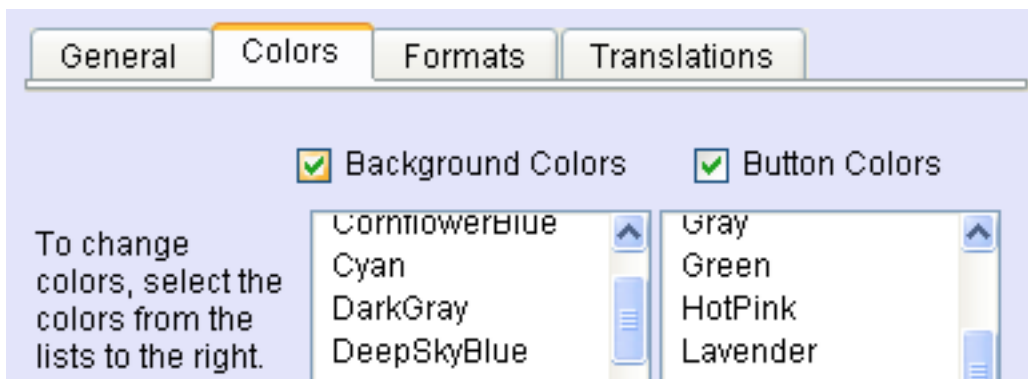 General Colors Formats Translations
Background Colors Button Colors
To change
colors, select the
colors from the
lists to the right.
CornflowerBlue
Cyan
DarkGray
DeepSkyBlue
Gray
Green
HotPink
Lavender